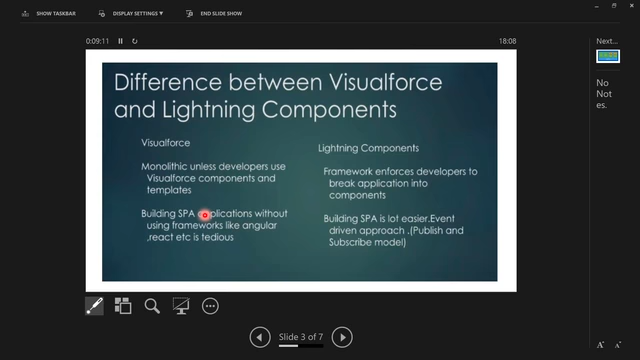 SHOW TASKBAR
DISPLAY SETTINGS ▾
END SLIDE SHOW
0:09:11
18:08
Next...
No
Not
es.
Difference between Visualforce
and Lightning Components
Visualforce
Monolithic unless developers use
Visualforce components and
templates
Building SPA applications without
using frameworks like angular
,react etc is tedious
Lightning Components
Framework enforces developers to
break application into
components
Building SPA is lot easier.Event
driven approach .(Publish and
Subscribe model)
Slide 3 of 7
A A